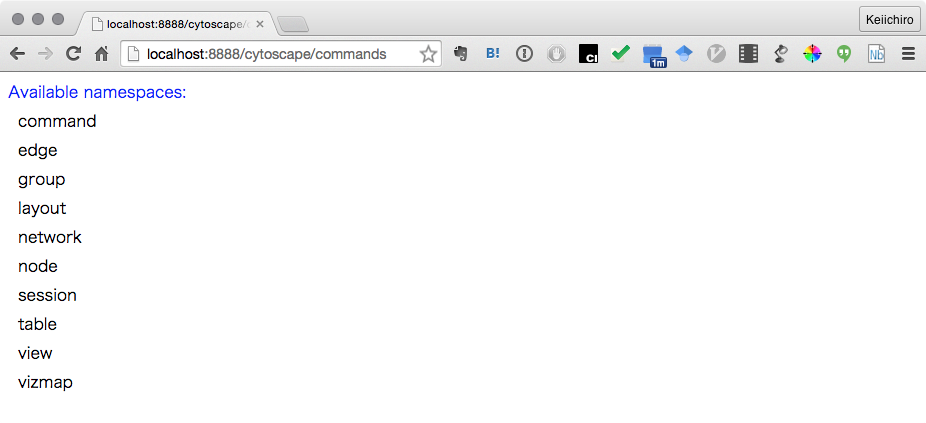 localhost:8888/cytoscape/c
Keiichiro
localhost:8888/cytoscape/commands
B!
1m
Nb
Available namespaces:
command
edge
group
layout
network
node
session
table
view
vizmap